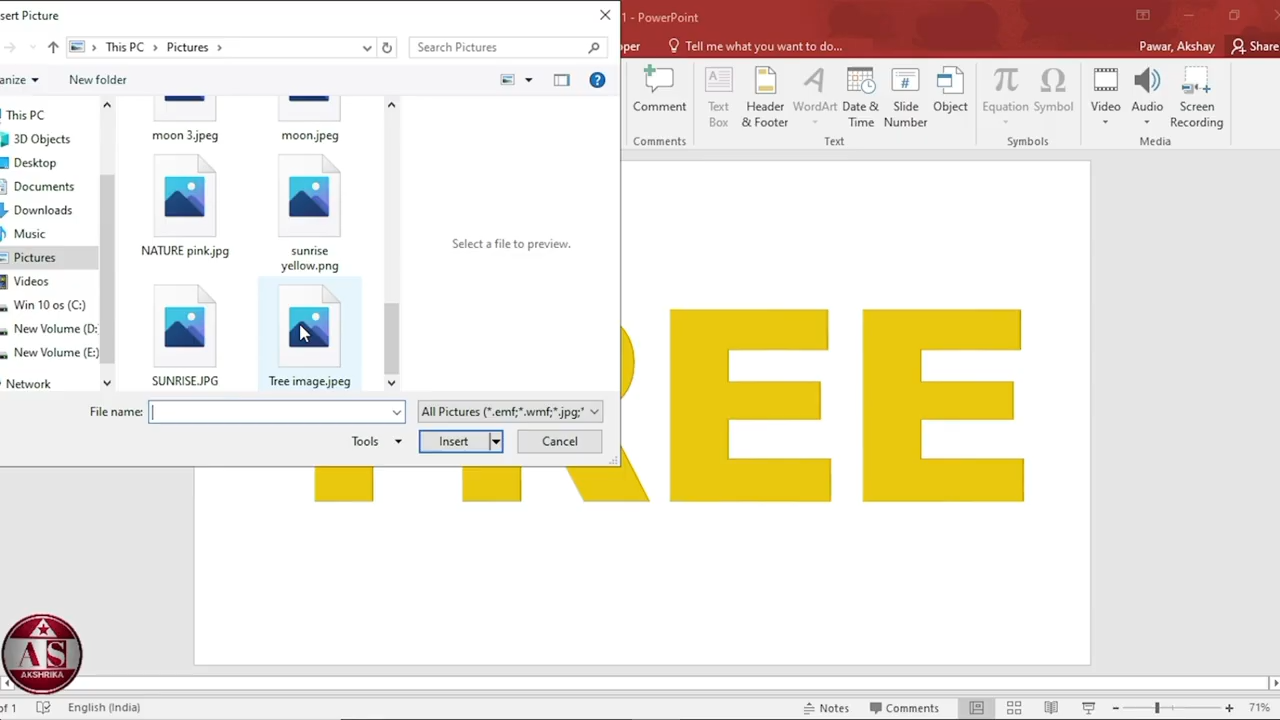 nsert Picture
1 - PowerPoint
This PC
Pictures
Search Pictures
oper
Tell me what you want to do...
Pawar, Akshay
Share
anize
New folder
Comment
Text
Box
Header
& Footer
WordArt
Date &
Time
Slide
Number
Object
Equation
Symbol
Video
Audio
Screen
Recording
Comments
Text
Symbols
Media
This PC
3D Objects
Desktop
Documents
Downloads
Music
Pictures
Videos
Win 10 os (C:)
New Volume (D:
New Volume (E:)
Network
moon 3.jpeg
moon.jpeg
NATURE pink.jpg
sunrise
yellow.png
SUNRISE.JPG
Tree image.jpeg
Select a file to preview.
File name:
All Pictures (*.emf;*.wmf;*.jpg;*
Tools
Insert
Cancel
TREE
AS
AKSHRIKA
of 1
English (India)
Notes
Comments
71%